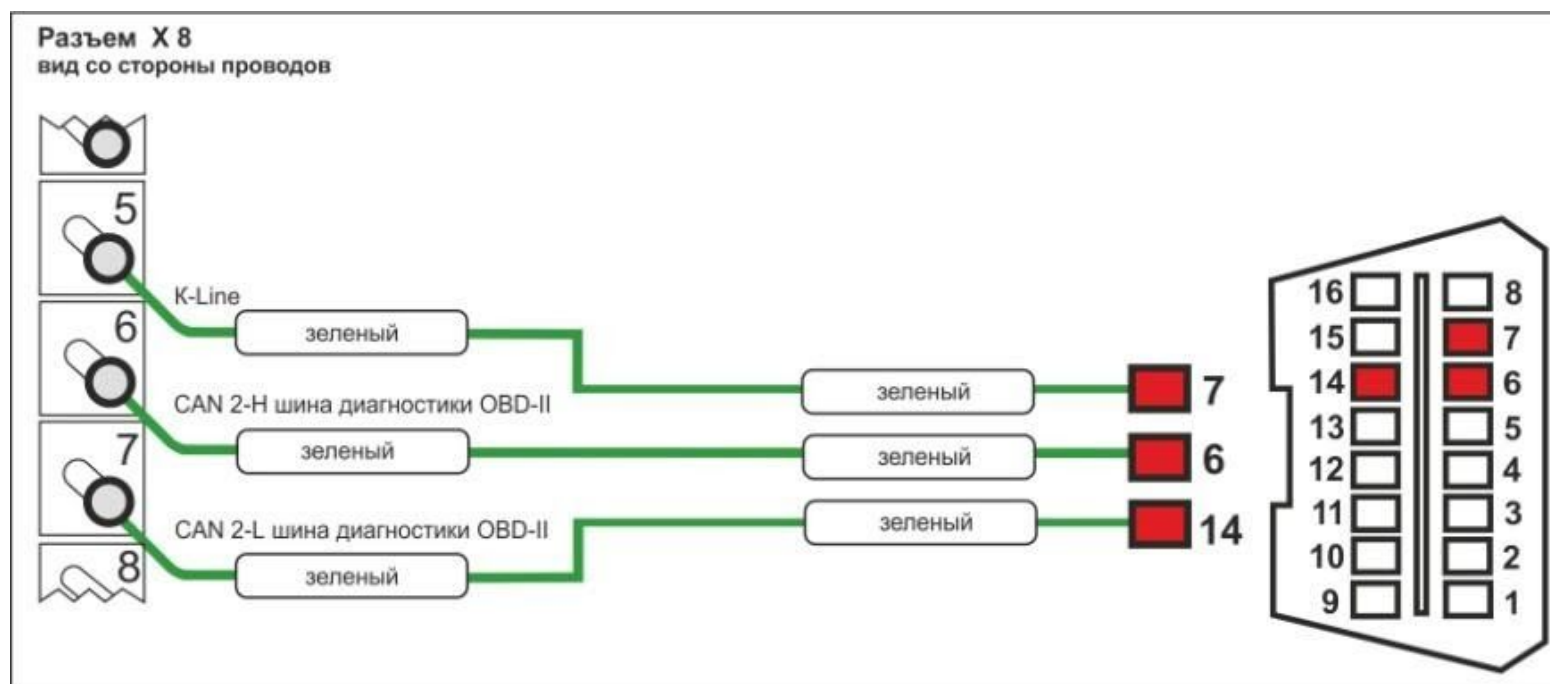 Разъем X 8
вид со стороны проводов
5
K-Line
зеленый
6
CAN 2-H шина диагностики OBD-II
зеленый
7
CAN 2-L шина диагностики OBD-II
зеленый
8
зеленый 7
зеленый 6
зеленый 14
16 8
15 7
14 6
13 5
12 4
11 3
10 2
9 1